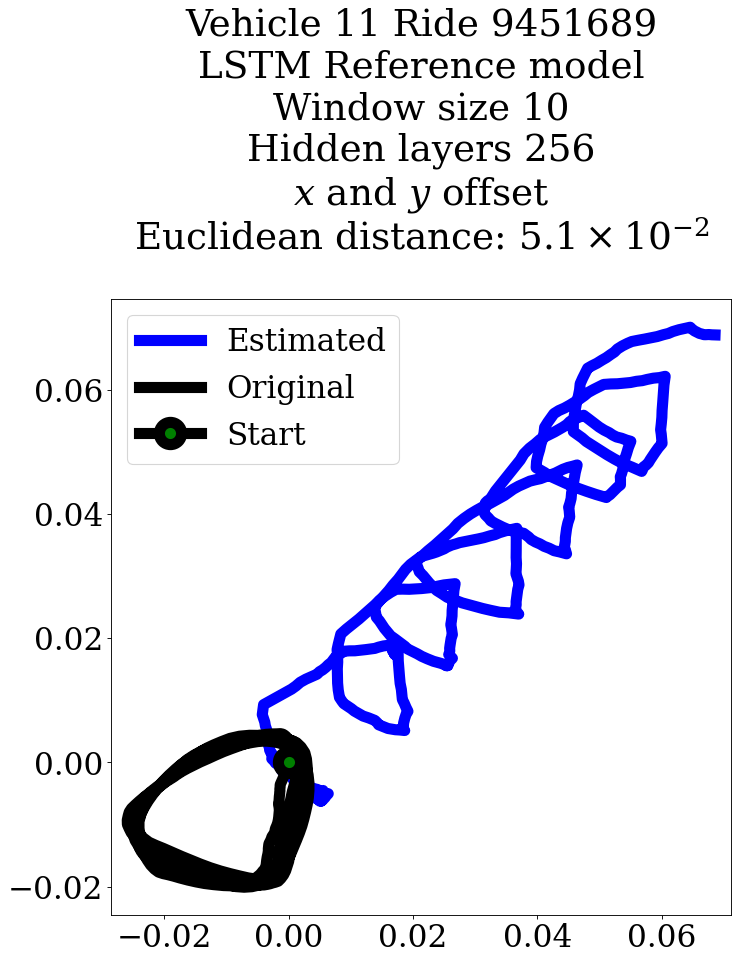 Vehicle 11 Ride 9451689
LSTM Reference model
Window size 10
Hidden layers 256
x and y offset
Euclidean distance: 5.1 × 10⁻²
Estimated
Original
Start
0.06
0.04
0.02
0.00
−0.02
−0.02 0.00 0.02 0.04 0.06